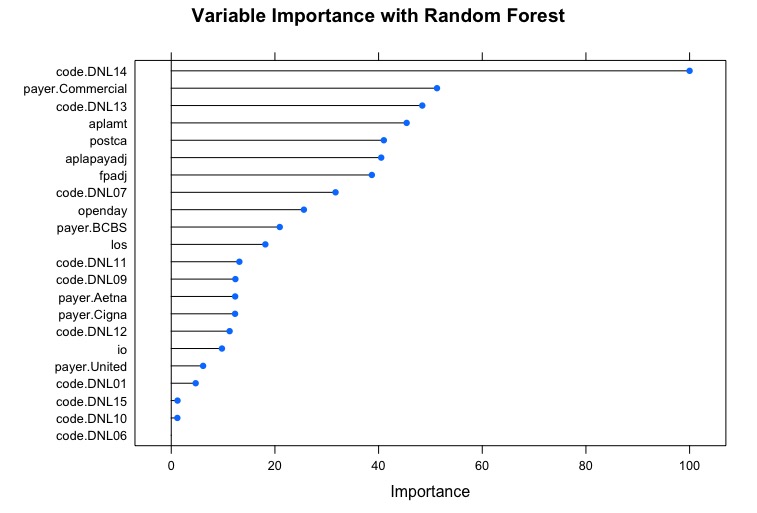 Variable Importance with Random Forest
code.DNL14
payer.Commercial
code.DNL13
aplamt
postca
aplapayadj
fpadj
code.DNL07
openday
payer.BCBS
los
code.DNL11
code.DNL09
payer.Aetna
payer.Cigna
code.DNL12
io
payer.United
code.DNL01
code.DNL15
code.DNL10
code.DNL06
0 20 40 60 80 100
Importance